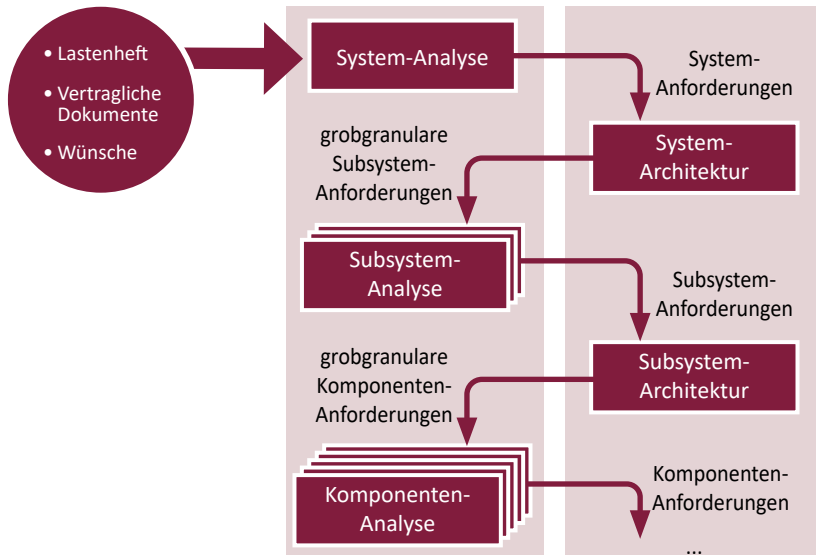 • Lastenheft
• Vertragliche
Dokumente
• Wünsche
System-Analyse
System-
Anforderungen
System-
Architektur
grobgranulare
Subsystem-
Anforderungen
Subsystem-
Analyse
Subsystem-
Anforderungen
Subsystem-
Architektur
grobgranulare
Komponenten-
Anforderungen
Komponenten-
Analyse
Komponenten-
Anforderungen
...